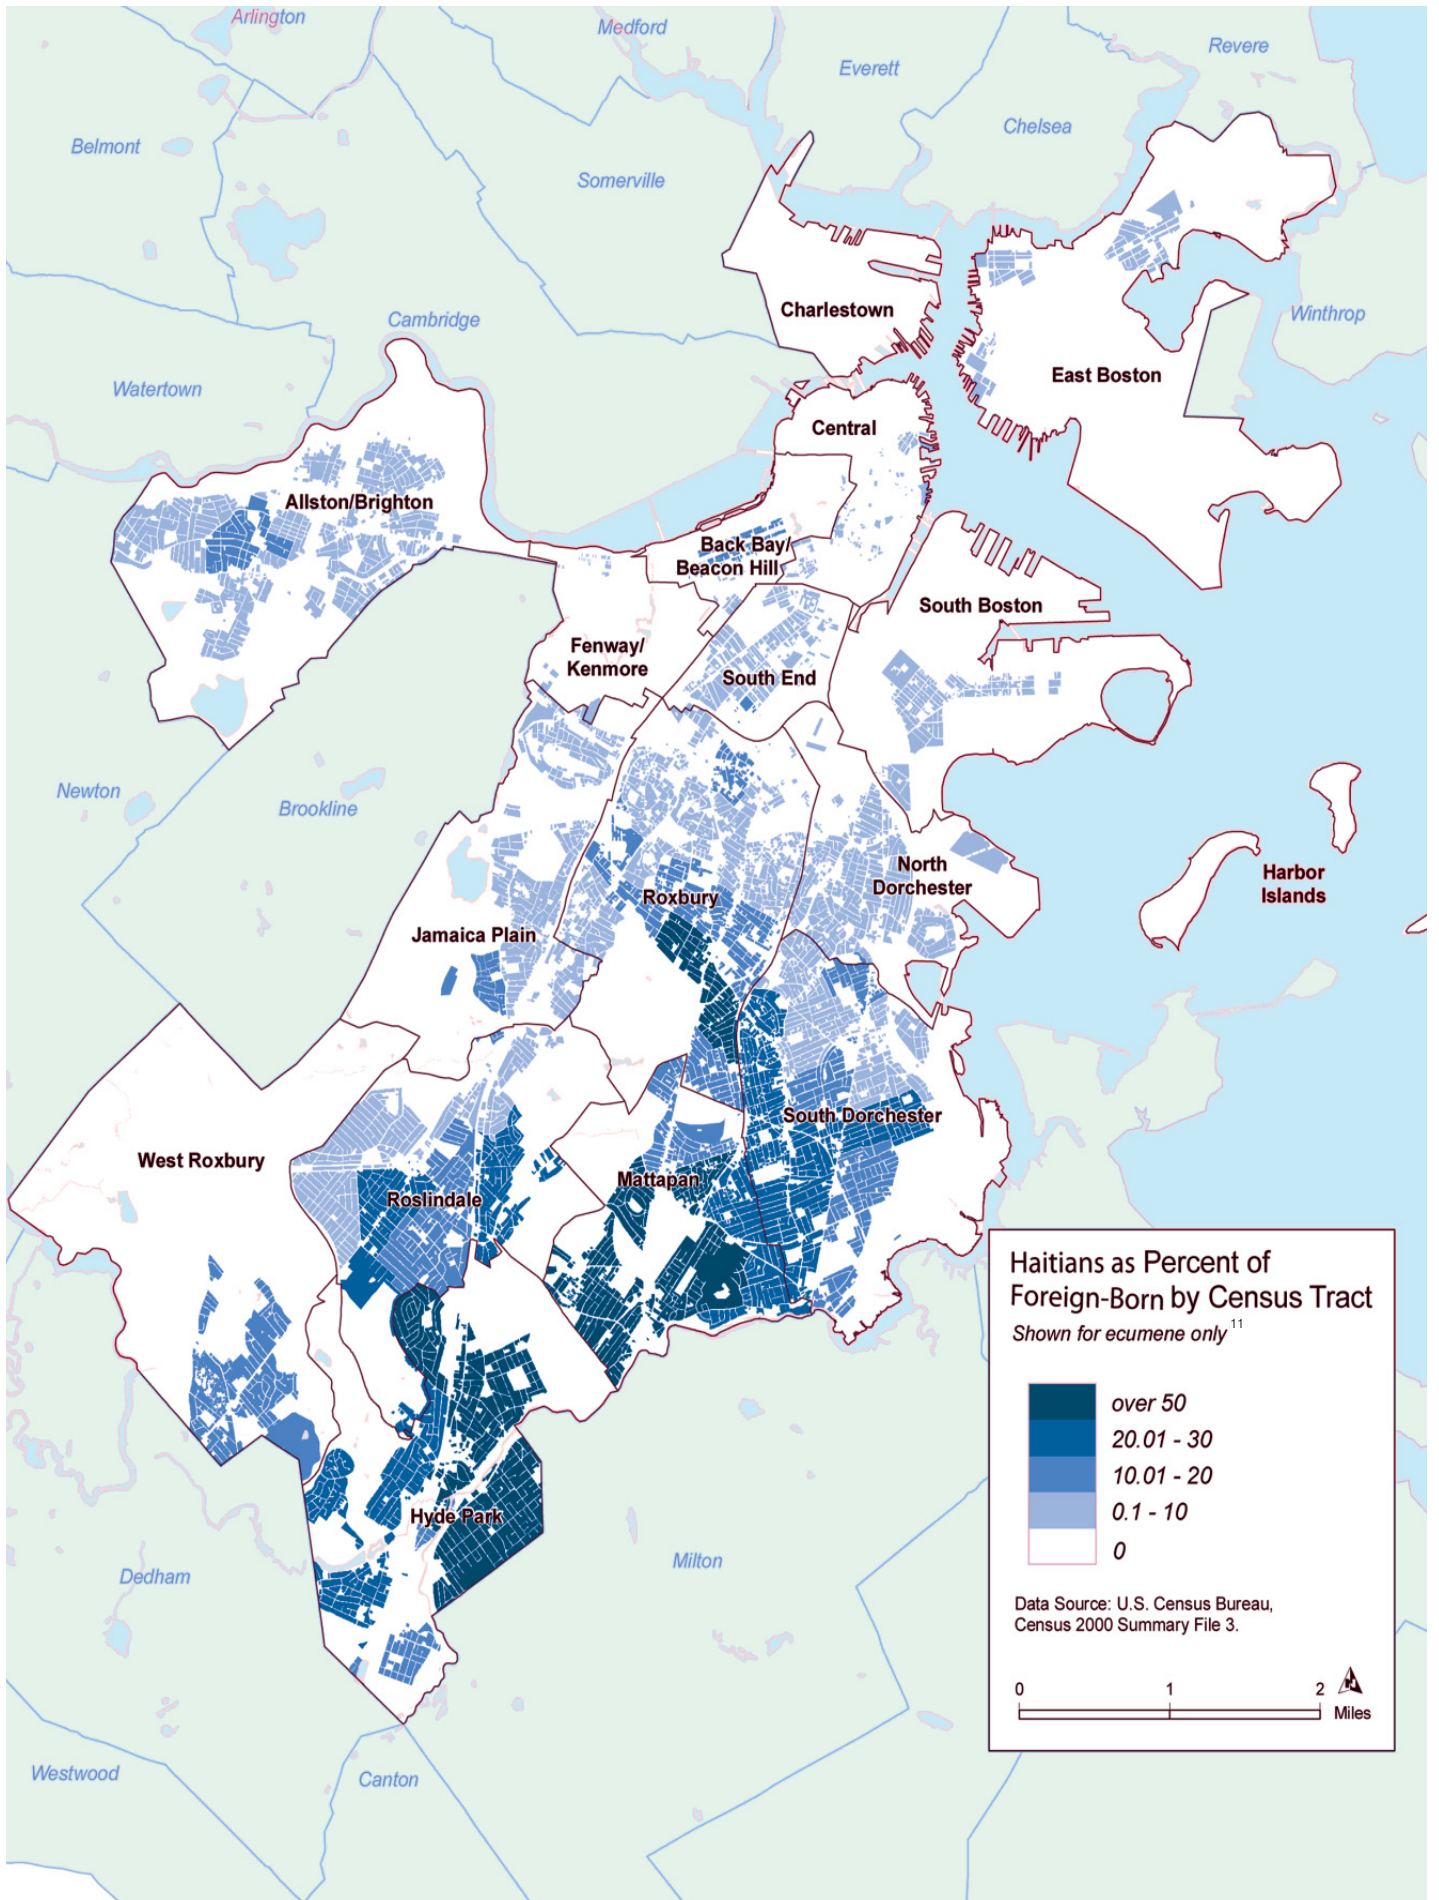 Arlington
Medford
Revere
Everett
Chelsea
Belmont
Somerville
Winthrop
Charlestown
Cambridge
East Boston
Watertown
Central
Allston/Brighton
Back Bay/
Beacon Hill
South Boston
Fenway/
Kenmore
South End
Newton
Brookline
North
Dorchester
Harbor
Islands
Roxbury
Jamaica Plain
South Dorchester
West Roxbury
Mattapan
Roslindale
Hyde Park
Milton
Dedham
Westwood
Canton
Haitians as Percent of
Foreign-Born by Census Tract
Shown for ecumene only 11
over 50
20.01 - 30
10.01 - 20
0.1 - 10
0
Data Source: U.S. Census Bureau,
Census 2000 Summary File 3.
0 1 2
Miles